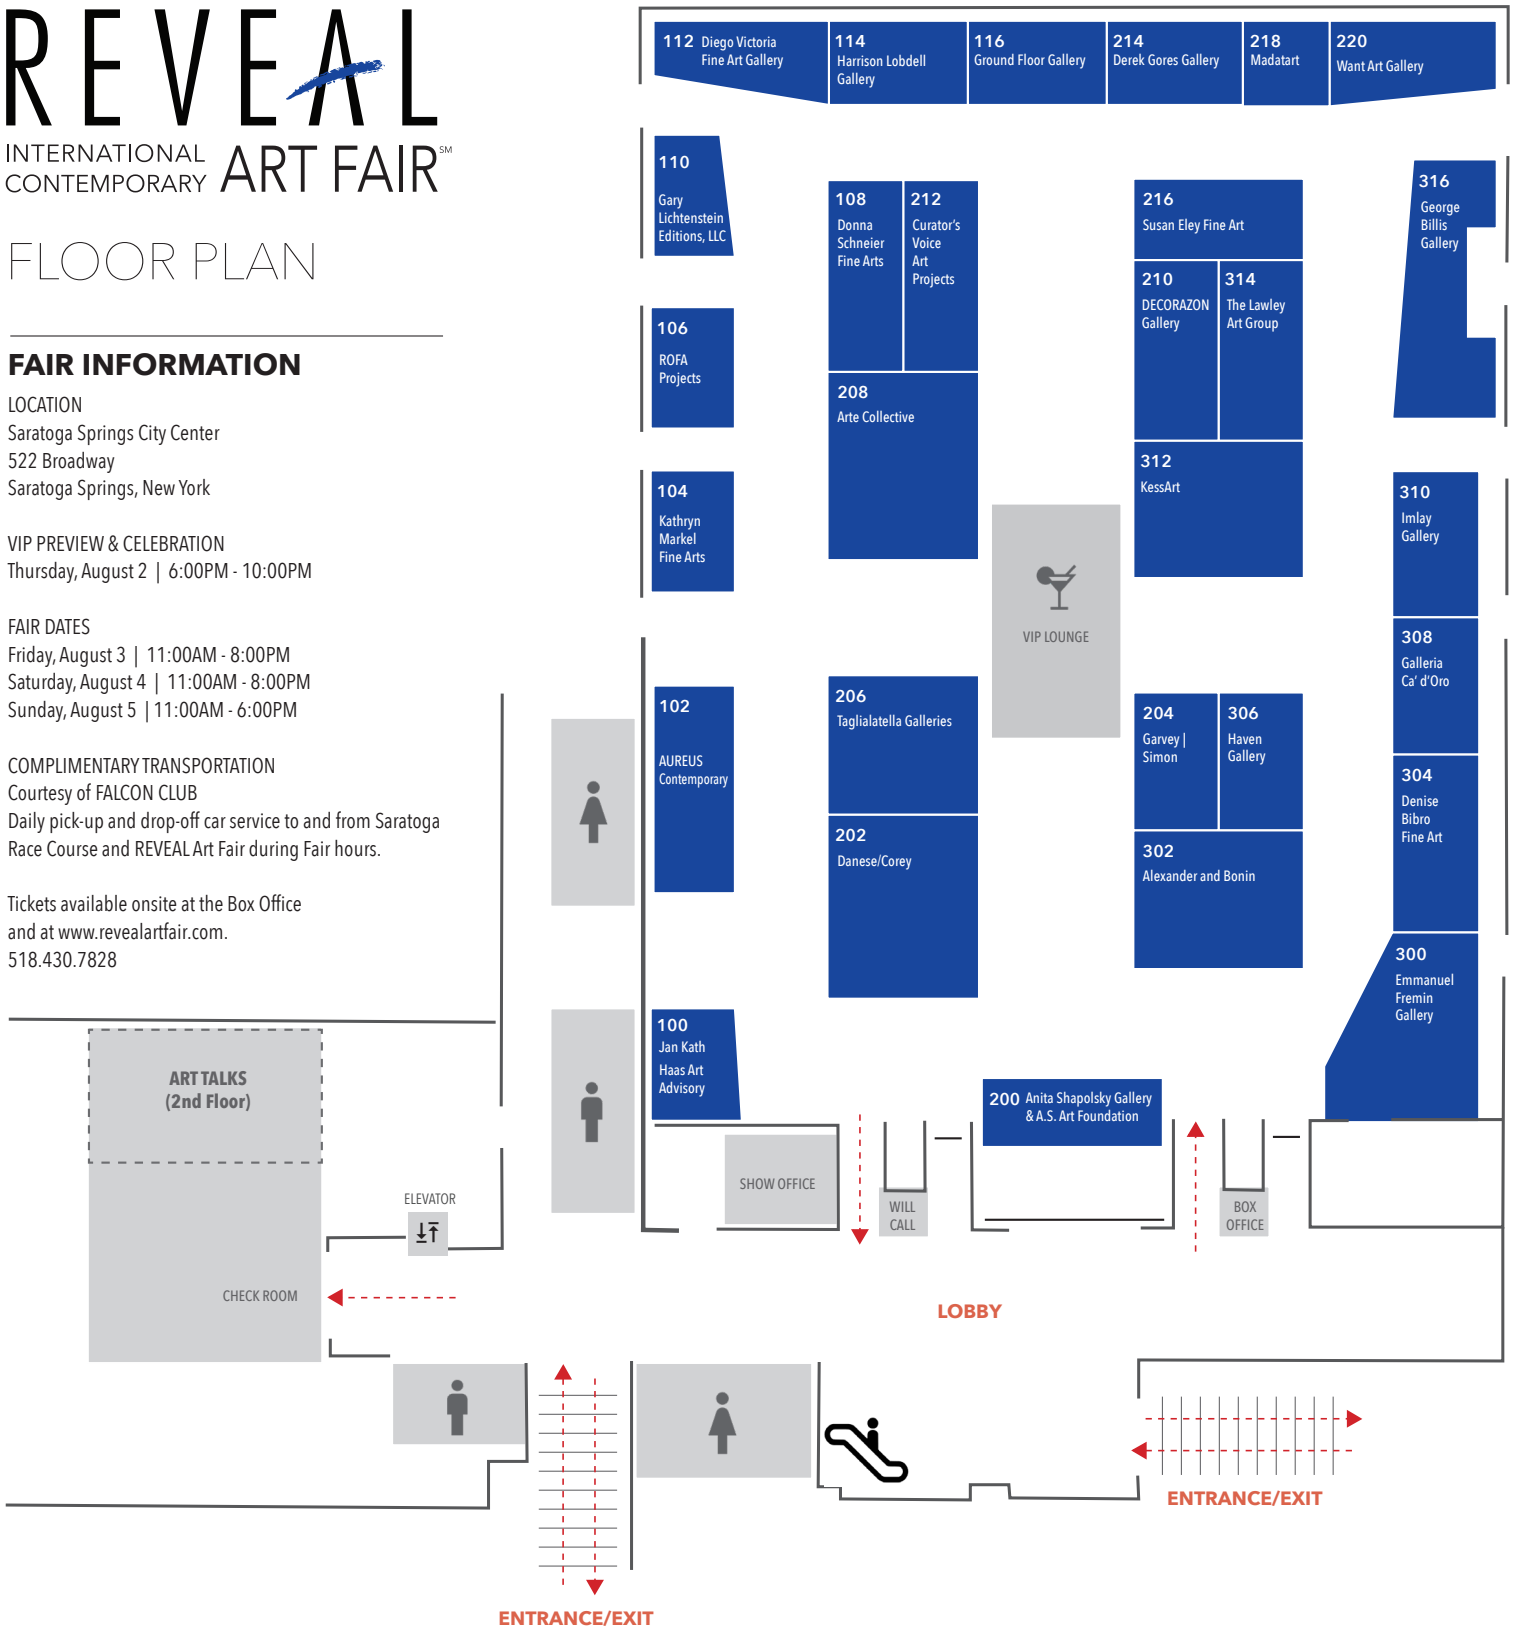 REVEAL
INTERNATIONAL
CONTEMPORARY ART FAIR SM
FLOOR PLAN
FAIR INFORMATION
LOCATION
Saratoga Springs City Center
522 Broadway
Saratoga Springs, New York
VIP PREVIEW & CELEBRATION
Thursday, August 2 | 6:00PM - 10:00PM
FAIR DATES
Friday, August 3 | 11:00AM - 8:00PM
Saturday, August 4 | 11:00AM - 8:00PM
Sunday, August 5 | 11:00AM - 6:00PM
COMPLIMENTARY TRANSPORTATION
Courtesy of FALCON CLUB
Daily pick-up and drop-off car service to and from Saratoga
Race Course and REVEAL Art Fair during Fair hours.
Tickets available onsite at the Box Office
and at www.revealartfair.com.
518.430.7828
112 Diego Victoria
Fine Art Gallery
114
Harrison Lobdell
Gallery
116
Ground Floor Gallery
214
Derek Gores Gallery
218
Madatart
220
Want Art Gallery
110
Gary
Lichtenstein
Editions, LLC
108
Donna
Schneier
Fine Arts
212
Curator's
Voice
Art
Projects
216
Susan Eley Fine Art
316
George
Billis
Gallery
210
DECORAZON
Gallery
314
The Lawley
Art Group
106
ROFA
Projects
208
Arte Collective
312
KessArt
104
Kathryn
Markel
Fine Arts
310
Imlay
Gallery
VIP LOUNGE
308
Galleria
Ca' d'Oro
102
AUREUS
Contemporary
206
Taglialatella Galleries
204
Garvey |
Simon
306
Haven
Gallery
304
Denise
Bibro
Fine Art
202
Danese/Corey
302
Alexander and Bonin
300
Emmanuel
Fremin
Gallery
100
Jan Kath
Haas Art
Advisory
200 Anita Shapolsky Gallery
& A.S. Art Foundation
ART TALKS
(2nd Floor)
SHOW OFFICE
WILL
CALL
BOX
OFFICE
ELEVATOR
CHECK ROOM
LOBBY
ENTRANCE/EXIT
ENTRANCE/EXIT